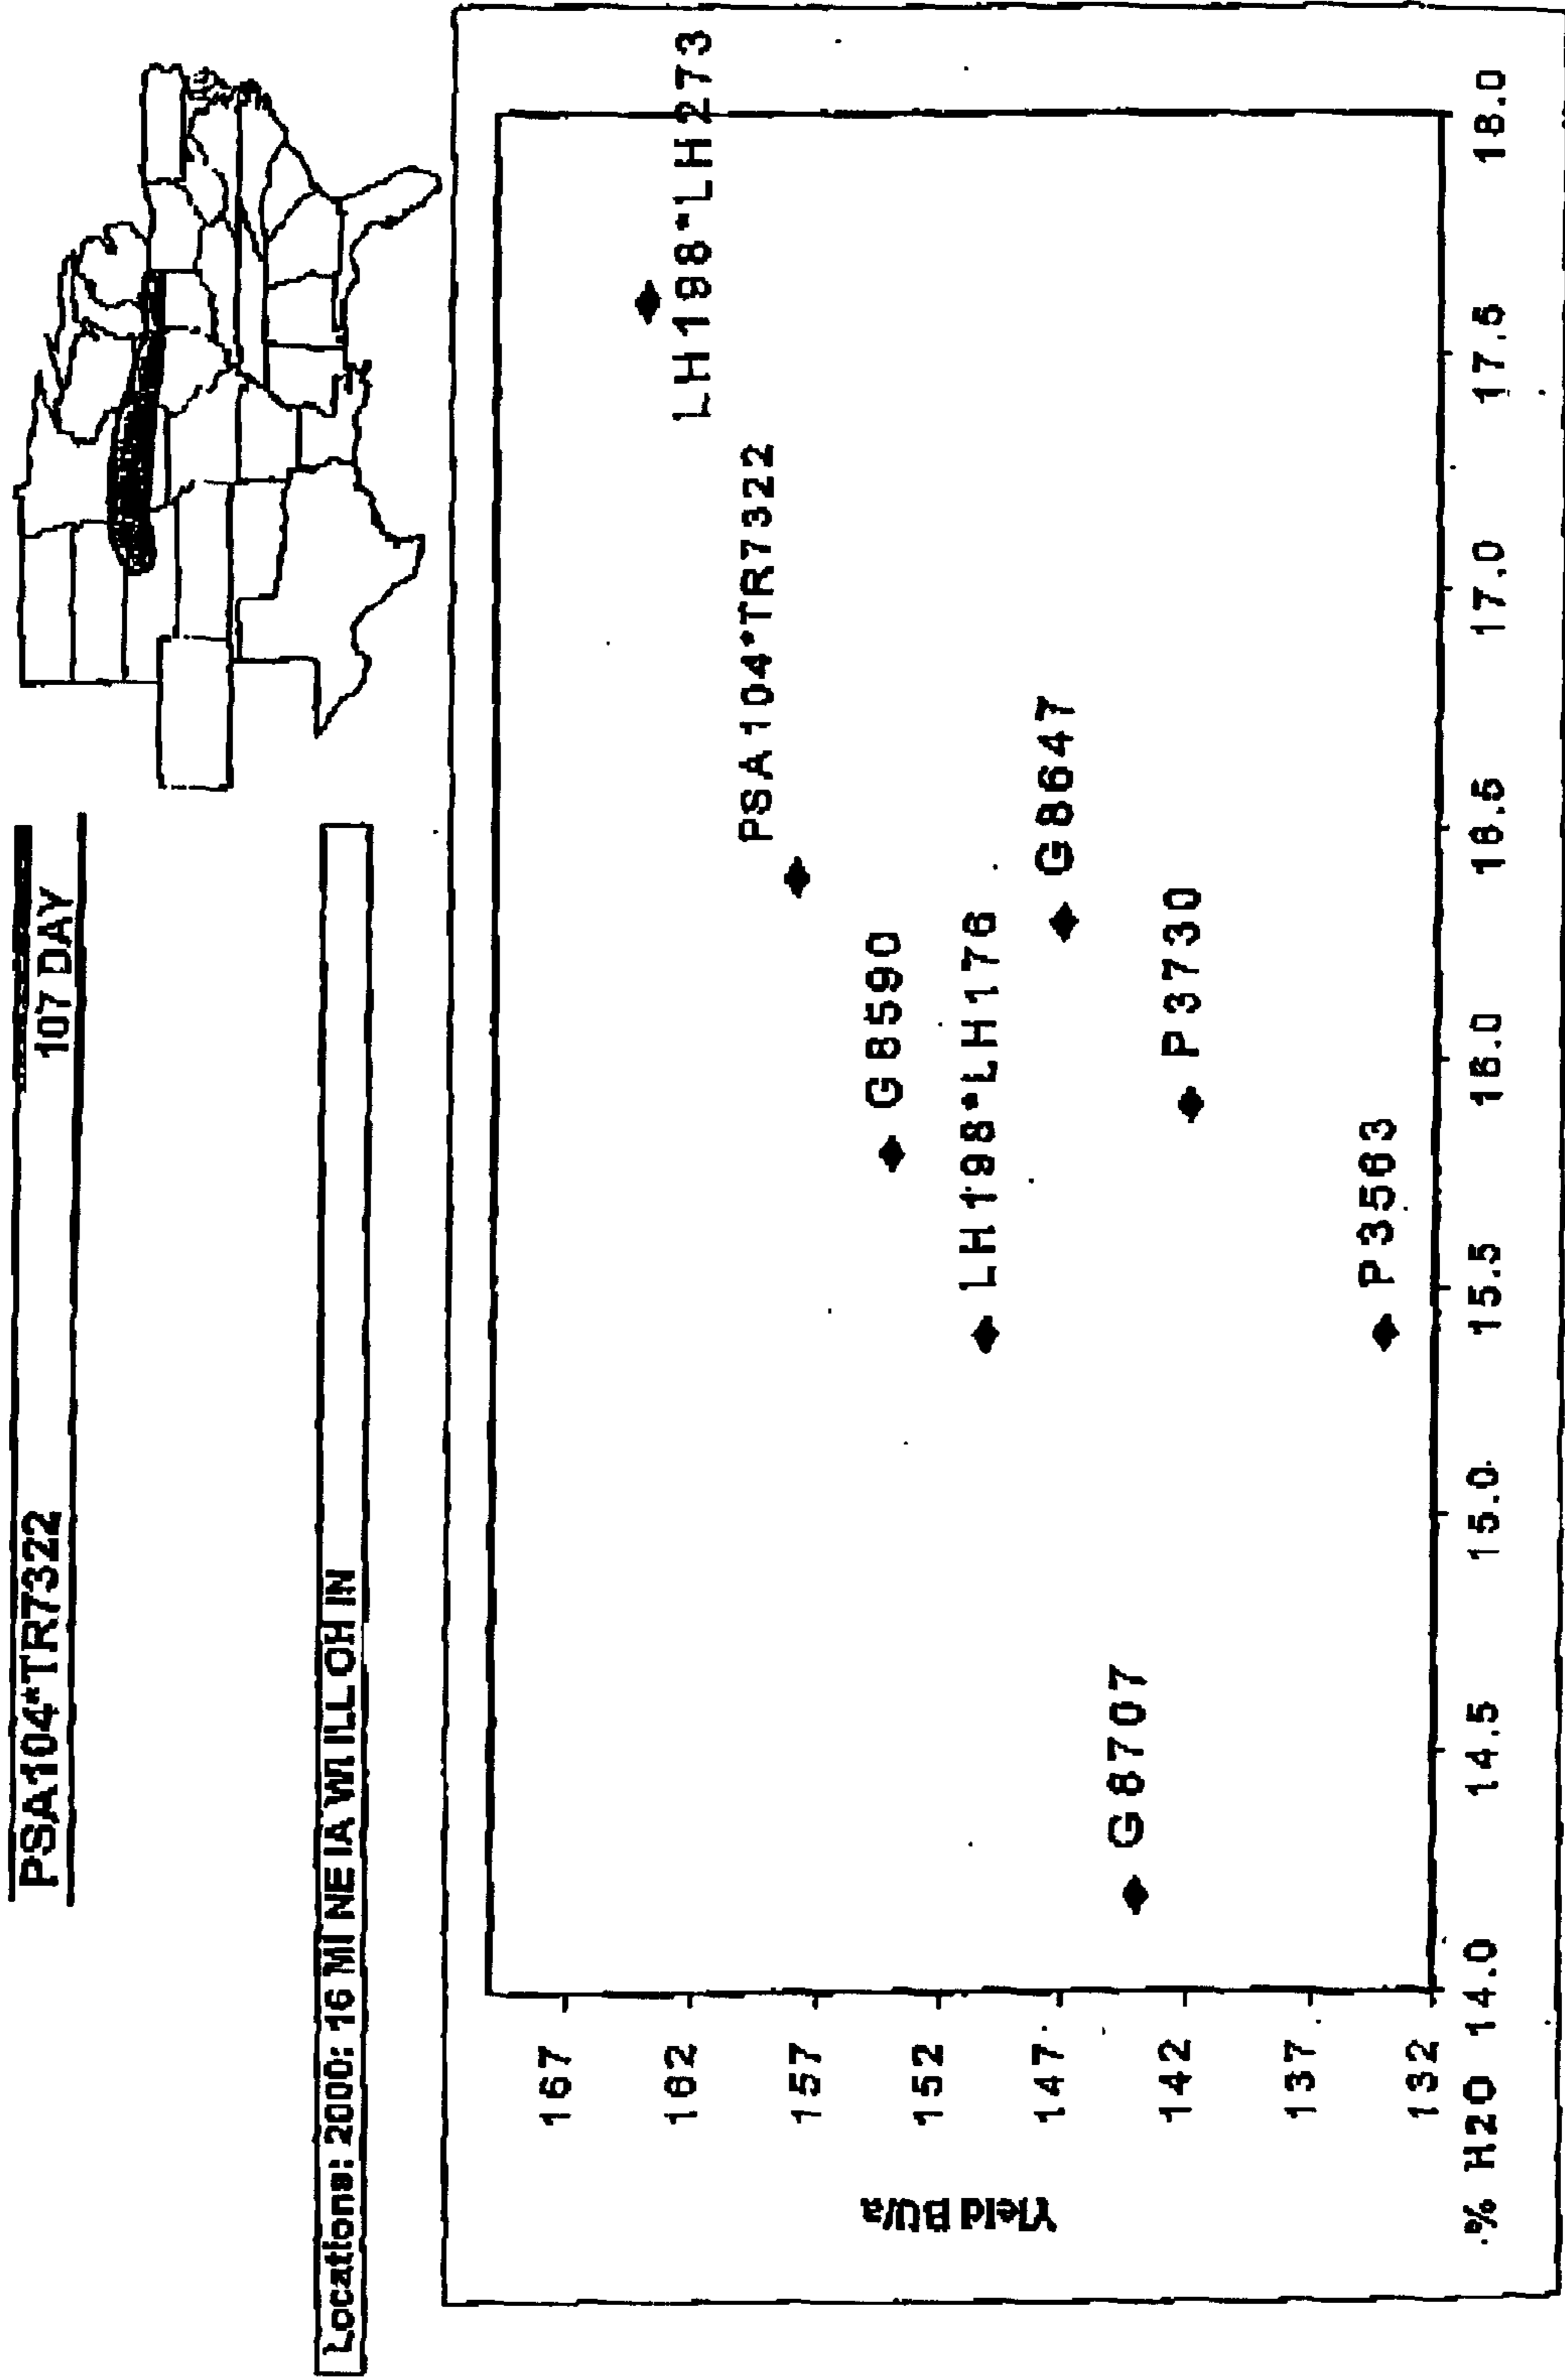 PSA104*TR7322
107 DAY
Locations: 2000: 16 MI NE IA WI IL L OH IN
Yield BU/a
167
162
157
152
147
142
137
132
LH198*LH273
PSA104*TR7322
G8590
LH198*LH176
G8647
G8707
P3730
P3563
% H2O 14.0 14.5 15.0 15.5 16.0 16.5 17.0 17.5 18.0